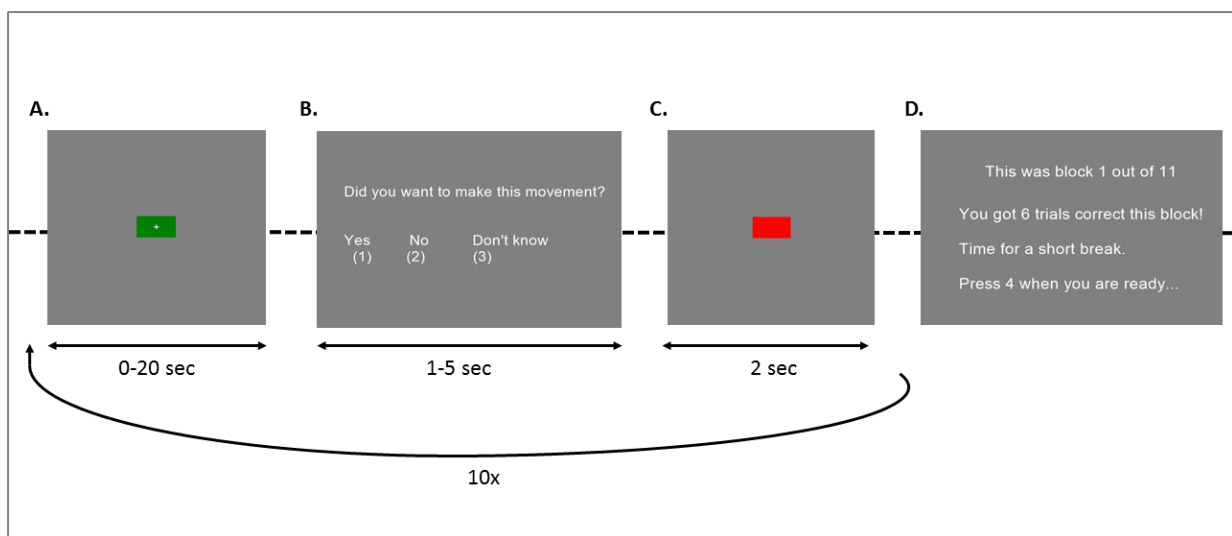 A.
B.
C.
D.
Did you want to make this movement?
Yes No Don't know
(1) (2) (3)
This was block 1 out of 11
You got 6 trials correct this block!
Time for a short break.
Press 4 when you are ready...
0-20 sec
1-5 sec
2 sec
10x